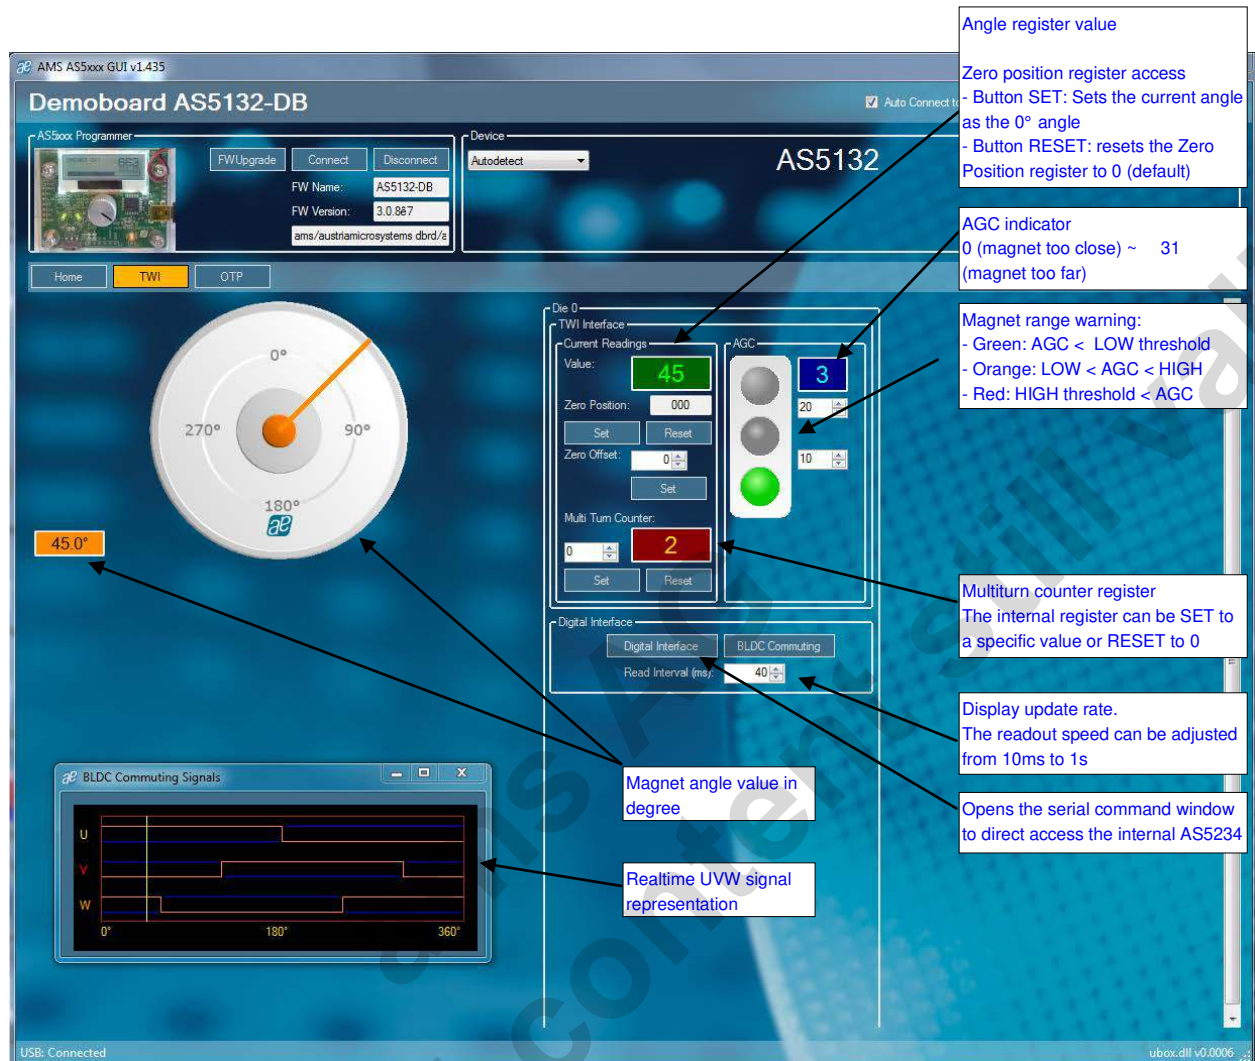 Angle register value
Zero position register access
- Button SET: Sets the current angle
as the 0° angle
- Button RESET: resets the Zero
Position register to 0 (default)
AMS AS5xxx GUI v1.435
Demoboard AS5132-DB
Auto Connect to
AS5xxx Programmer
FWUpgrade
Connect
Disconnect
FW Name:
AS5132-DB
FW Version:
3.0.8ê7
ams/austriamicrosystems dbrd/a
Device
Autodetect
AS5132
AGC indicator
0 (magnet too close) ~ 31
(magnet too far)
Home
TWI
OTP
Magnet range warning:
- Green: AGC < LOW threshold
- Orange: LOW < AGC < HIGH
- Red: HIGH threshold < AGC
0°
90°
180°
270°
45.0°
Die 0
TWI Interface
Current Readings
Value:
45
Zero Position:
000
Set
Reset
Zero Offset:
0
Set
Multi Turn Counter:
0
2
Set
Reset
AGC
3
20
10
Multiturn counter register
The internal register can be SET to
a specific value or RESET to 0
Digital Interface
Digital Interface
BLDC Commuting
Read Interval (ms):
40
Display update rate.
The readout speed can be adjusted
from 10ms to 1s
Opens the serial command window
to direct access the internal AS5234
Magnet angle value in
degree
Realtime UVW signal
representation
BLDC Commuting Signals
U
V
W
0°
180°
360°
USB: Connected
ubox.dll v0.0006
ams AG
content still va